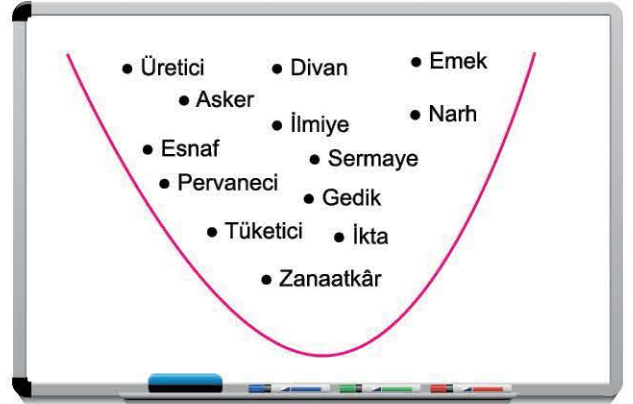 • Üretici
• Divan
• Emek
• Asker
• İlmiye
• Narh
• Esnaf
• Sermaye
• Pervaneci
• Gedik
• Tüketici
• İkta
• Zanaatkâr